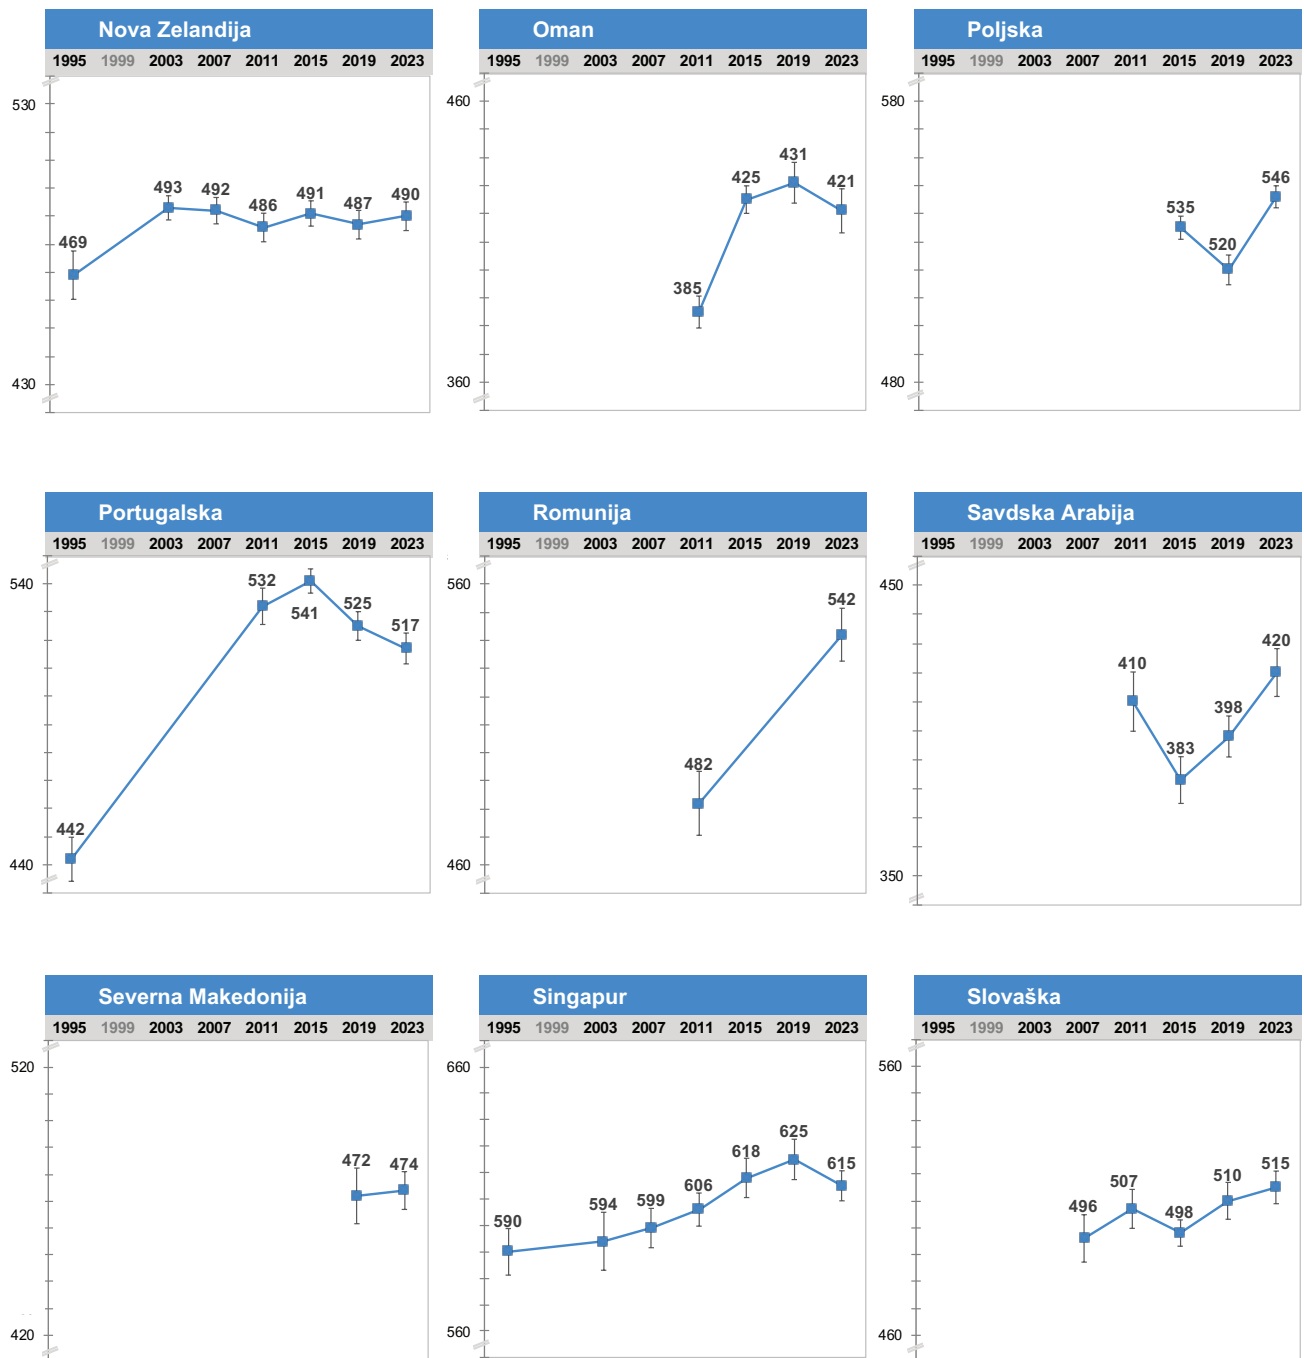 Nova Zelandija
1995 1999 2003 2007 2011 2015 2019 2023
530
493 492 486 491 487 490
469
430
Oman
1995 1999 2003 2007 2011 2015 2019 2023
460
431
425 421
385
360
Poljska
1995 1999 2003 2007 2011 2015 2019 2023
580
546
535
520
480
Portugalska
1995 1999 2003 2007 2011 2015 2019 2023
540
532 541 525 517
442
440
Romunija
1995 1999 2003 2007 2011 2015 2019 2023
560
542
482
460
Savdska Arabija
1995 1999 2003 2007 2011 2015 2019 2023
450
420
410
398
383
350
Severna Makedonija
1995 1999 2003 2007 2011 2015 2019 2023
520
472 474
420
Singapur
1995 1999 2003 2007 2011 2015 2019 2023
660
590 594 599 606 618 625 615
560
Slovaška
1995 1999 2003 2007 2011 2015 2019 2023
560
496 507 498 510 515
460